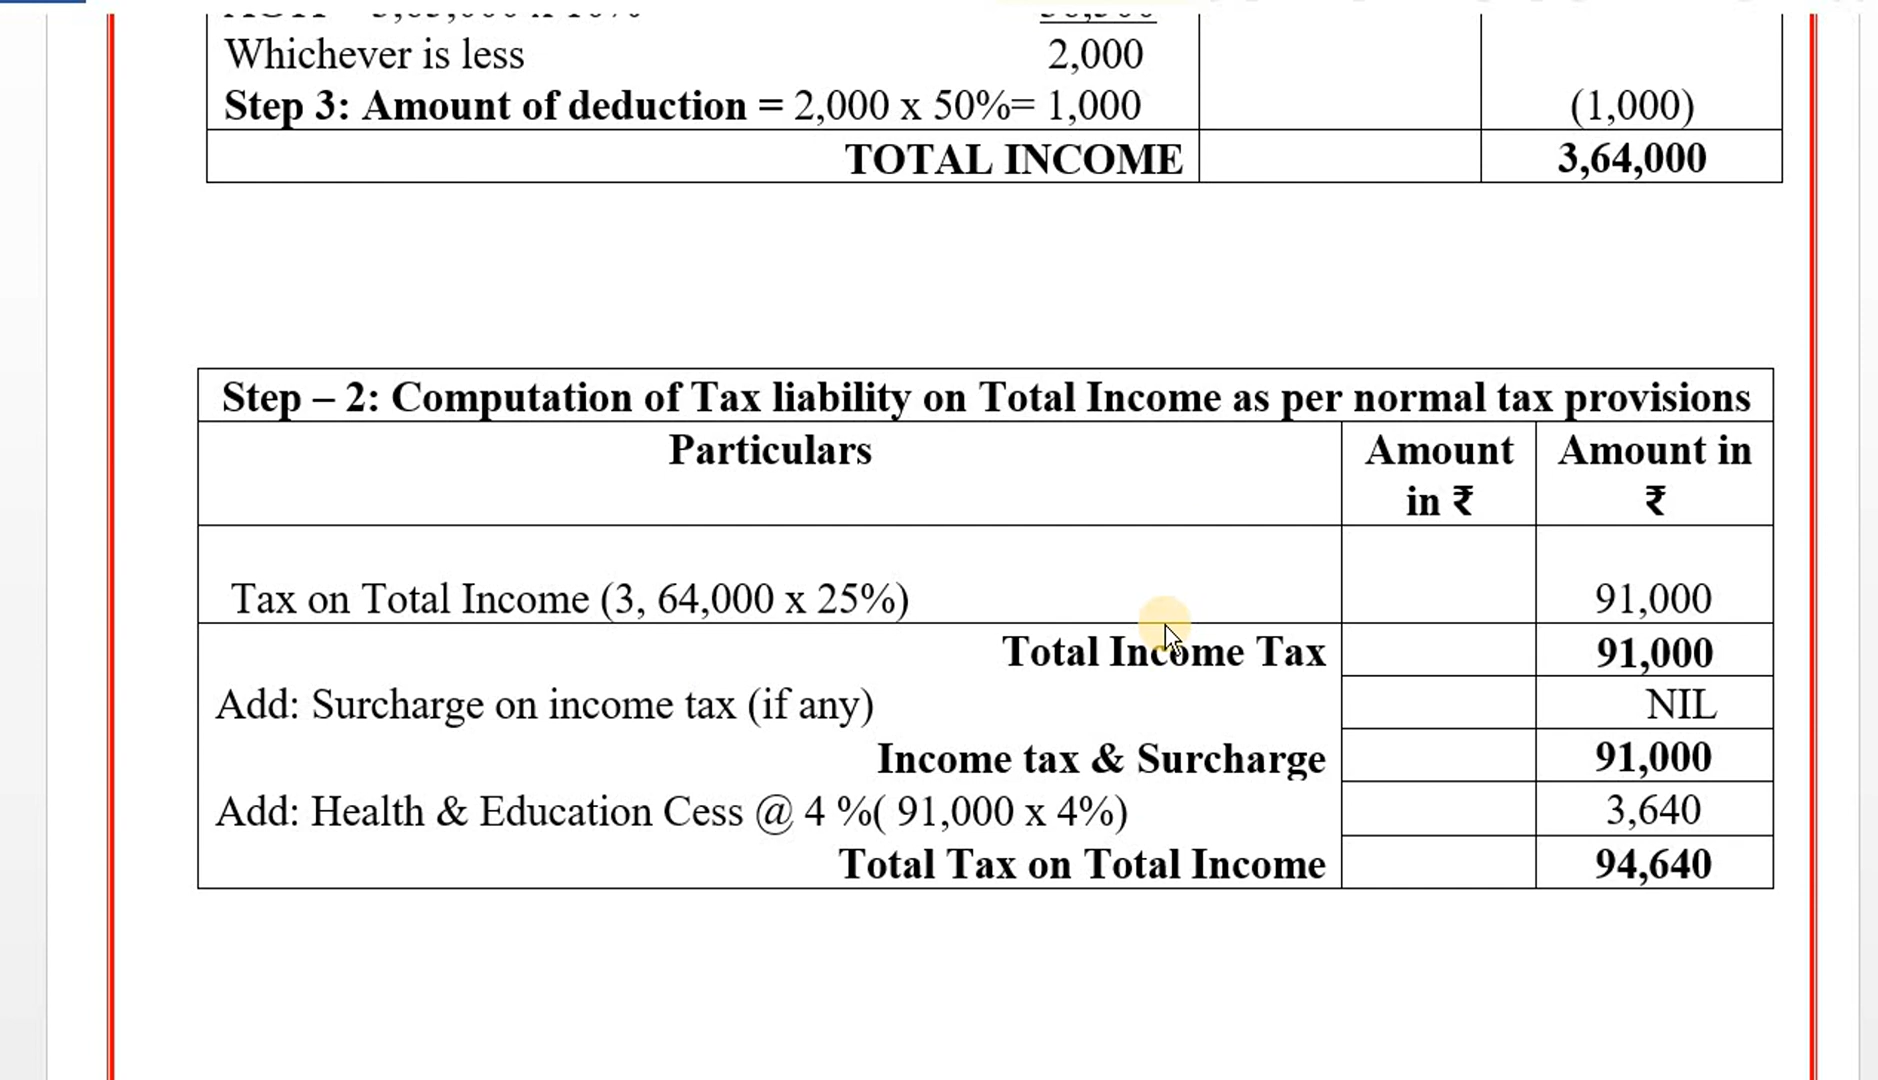 Whichever is less 2,000
Step 3: Amount of deduction = 2,000 x 50%= 1,000 (1,000)
TOTAL INCOME 3,64,000
Step – 2: Computation of Tax liability on Total Income as per normal tax provisions
Particulars Amount in ₹ Amount in ₹
Tax on Total Income (3, 64,000 x 25%) 91,000
Total Income Tax 91,000
Add: Surcharge on income tax (if any) NIL
Income tax & Surcharge 91,000
Add: Health & Education Cess @ 4 %( 91,000 x 4%) 3,640
Total Tax on Total Income 94,640